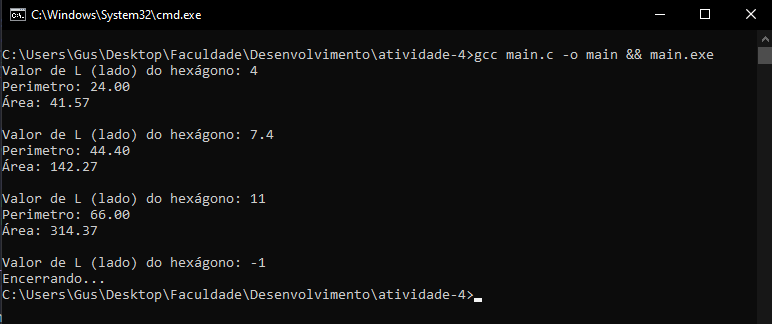 C:\Windows\System32\cmd.exe
C:\Users\Gus\Desktop\Faculdade\Desenvolvimento\atividade-4>gcc main.c -o main && main.exe
Valor de L (lado) do hexágono: 4
Perimetro: 24.00
Área: 41.57
Valor de L (lado) do hexágono: 7.4
Perimetro: 44.40
Área: 142.27
Valor de L (lado) do hexágono: 11
Perimetro: 66.00
Área: 314.37
Valor de L (lado) do hexágono: -1
Encerrando...
C:\Users\Gus\Desktop\Faculdade\Desenvolvimento\atividade-4>